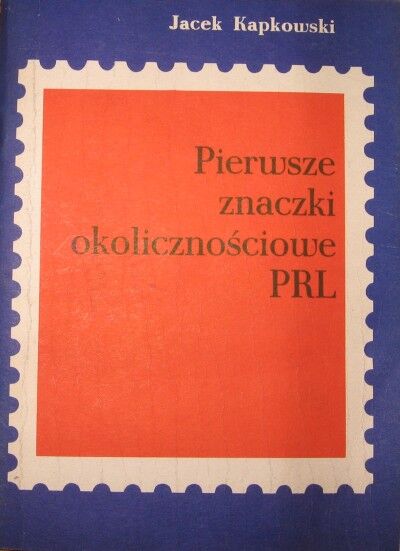 Jacek Kapkowski
Pierwsze
znaczki
okolicznościowe
PRL